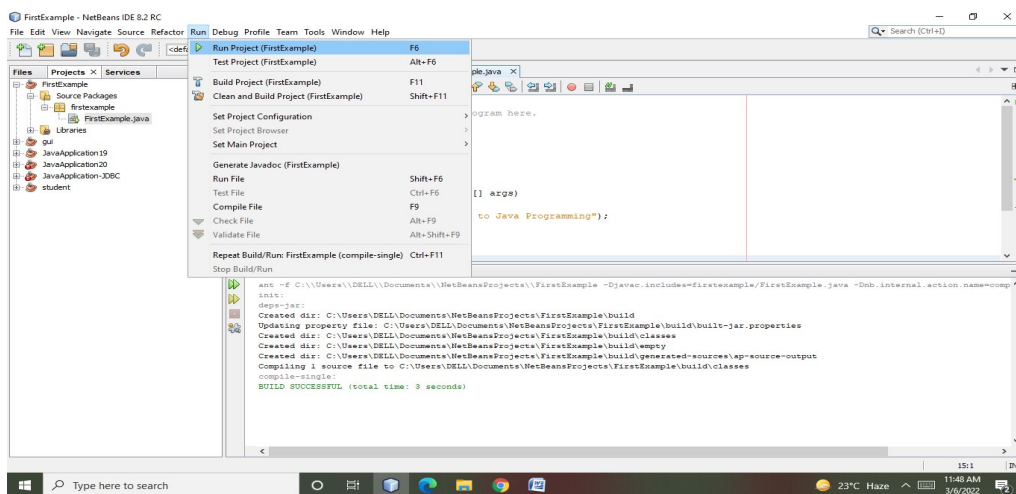 FirstExample - NetBeans IDE 8.2 RC
File Edit View Navigate Source Refactor Run Debug Profile Team Tools Window Help
Search (Ctrl+I)
<defa
Run Project (FirstExample) F6
Test Project (FirstExample) Alt+F6
Build Project (FirstExample) F11
Clean and Build Project (FirstExample) Shift+F11
Set Project Configuration
Set Project Browser
Set Main Project
Generate Javadoc (FirstExample)
Run File Shift+F6
Test File Ctrl+F6
Compile File F9
Check File Alt+F9
Validate File Alt+Shift+F9
Repeat Build/Run: FirstExample (compile-single) Ctrl+F11
Stop Build/Run
Files Projects Services
FirstExample
Source Packages
firstexample
FirstExample.java
Libraries
gui
JavaApplication19
JavaApplication20
JavaApplication-JDBC
student
ple.java
ogram here.
[] args)
to Java Programming");
ant -f C:\\Users\\DELL\\Documents\\NetBeansProjects\\FirstExample -Djavac.includes=firstexample/FirstExample.java -Dnb.internal.action.name=comp
init:
deps-jar:
Created dir: C:\Users\DELL\Documents\NetBeansProjects\FirstExample\build
Updating property file: C:\Users\DELL\Documents\NetBeansProjects\FirstExample\build\built-jar.properties
Created dir: C:\Users\DELL\Documents\NetBeansProjects\FirstExample\build\classes
Created dir: C:\Users\DELL\Documents\NetBeansProjects\FirstExample\build\empty
Created dir: C:\Users\DELL\Documents\NetBeansProjects\FirstExample\build\generated-sources\ap-source-output
Compiling 1 source file to C:\Users\DELL\Documents\NetBeansProjects\FirstExample\build\classes
compile-single:
BUILD SUCCESSFUL (total time: 3 seconds)
15:1 IN
Type here to search
23°C Haze
11:48 AM
3/6/2022